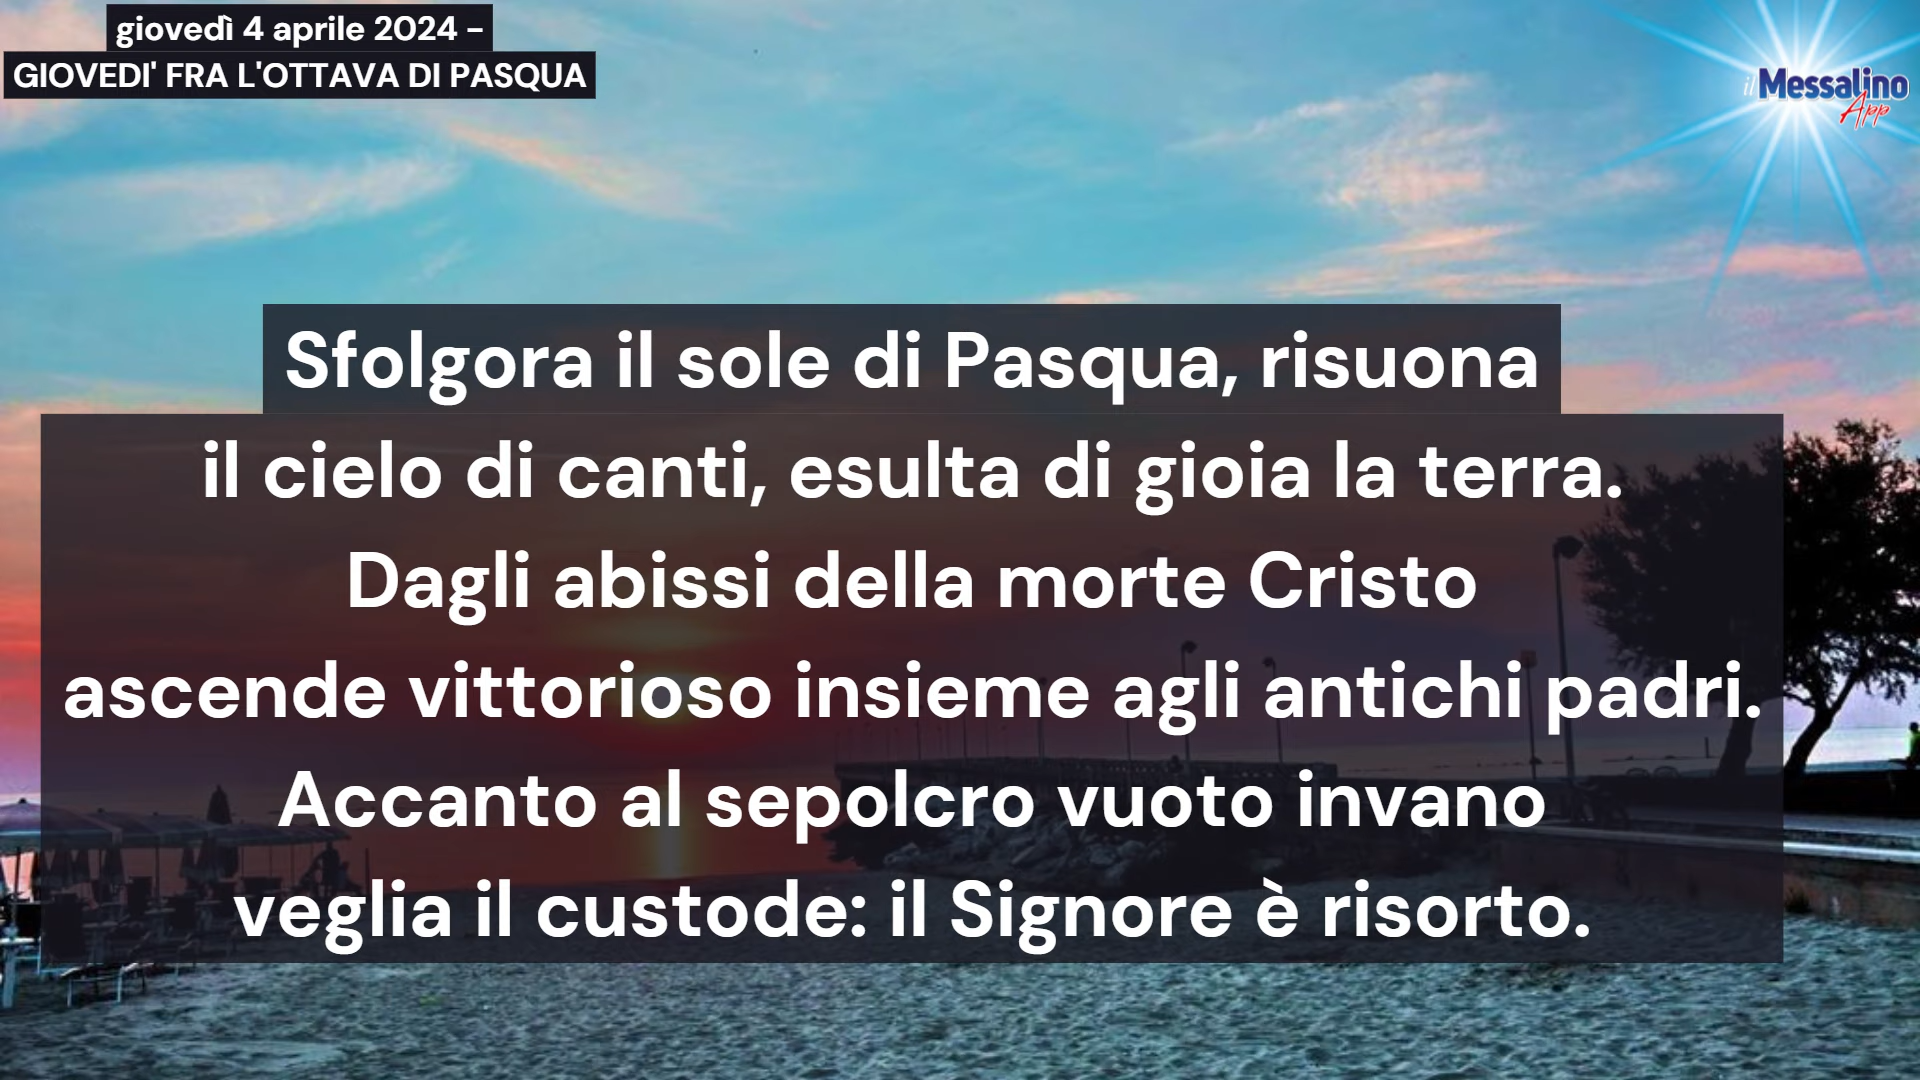 giovedì 4 aprile 2024 -
GIOVEDI' FRA L'OTTAVA DI PASQUA
il Messalino
App
Sfolgora il sole di Pasqua, risuona
il cielo di canti, esulta di gioia la terra.
Dagli abissi della morte Cristo
ascende vittorioso insieme agli antichi padri.
Accanto al sepolcro vuoto invano
veglia il custode: il Signore è risorto.